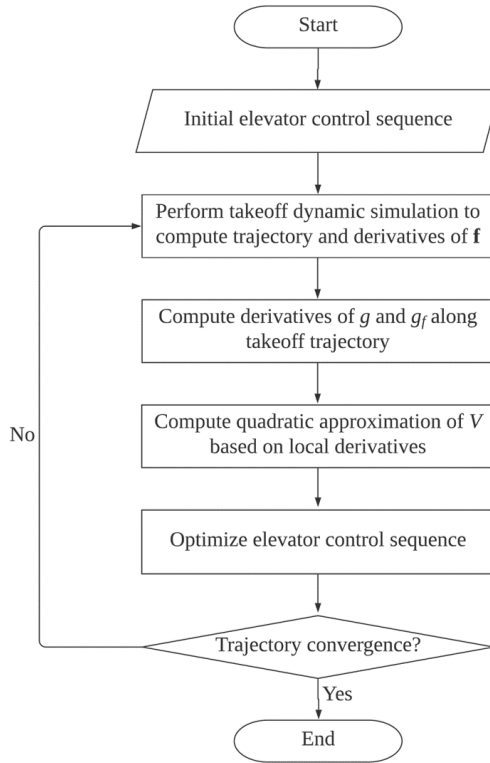 Start
Initial elevator control sequence
Perform takeoff dynamic simulation to
compute trajectory and derivatives of f
Compute derivatives of g and g_f along
takeoff trajectory
Compute quadratic approximation of V
based on local derivatives
No
Optimize elevator control sequence
Trajectory convergence?
Yes
End